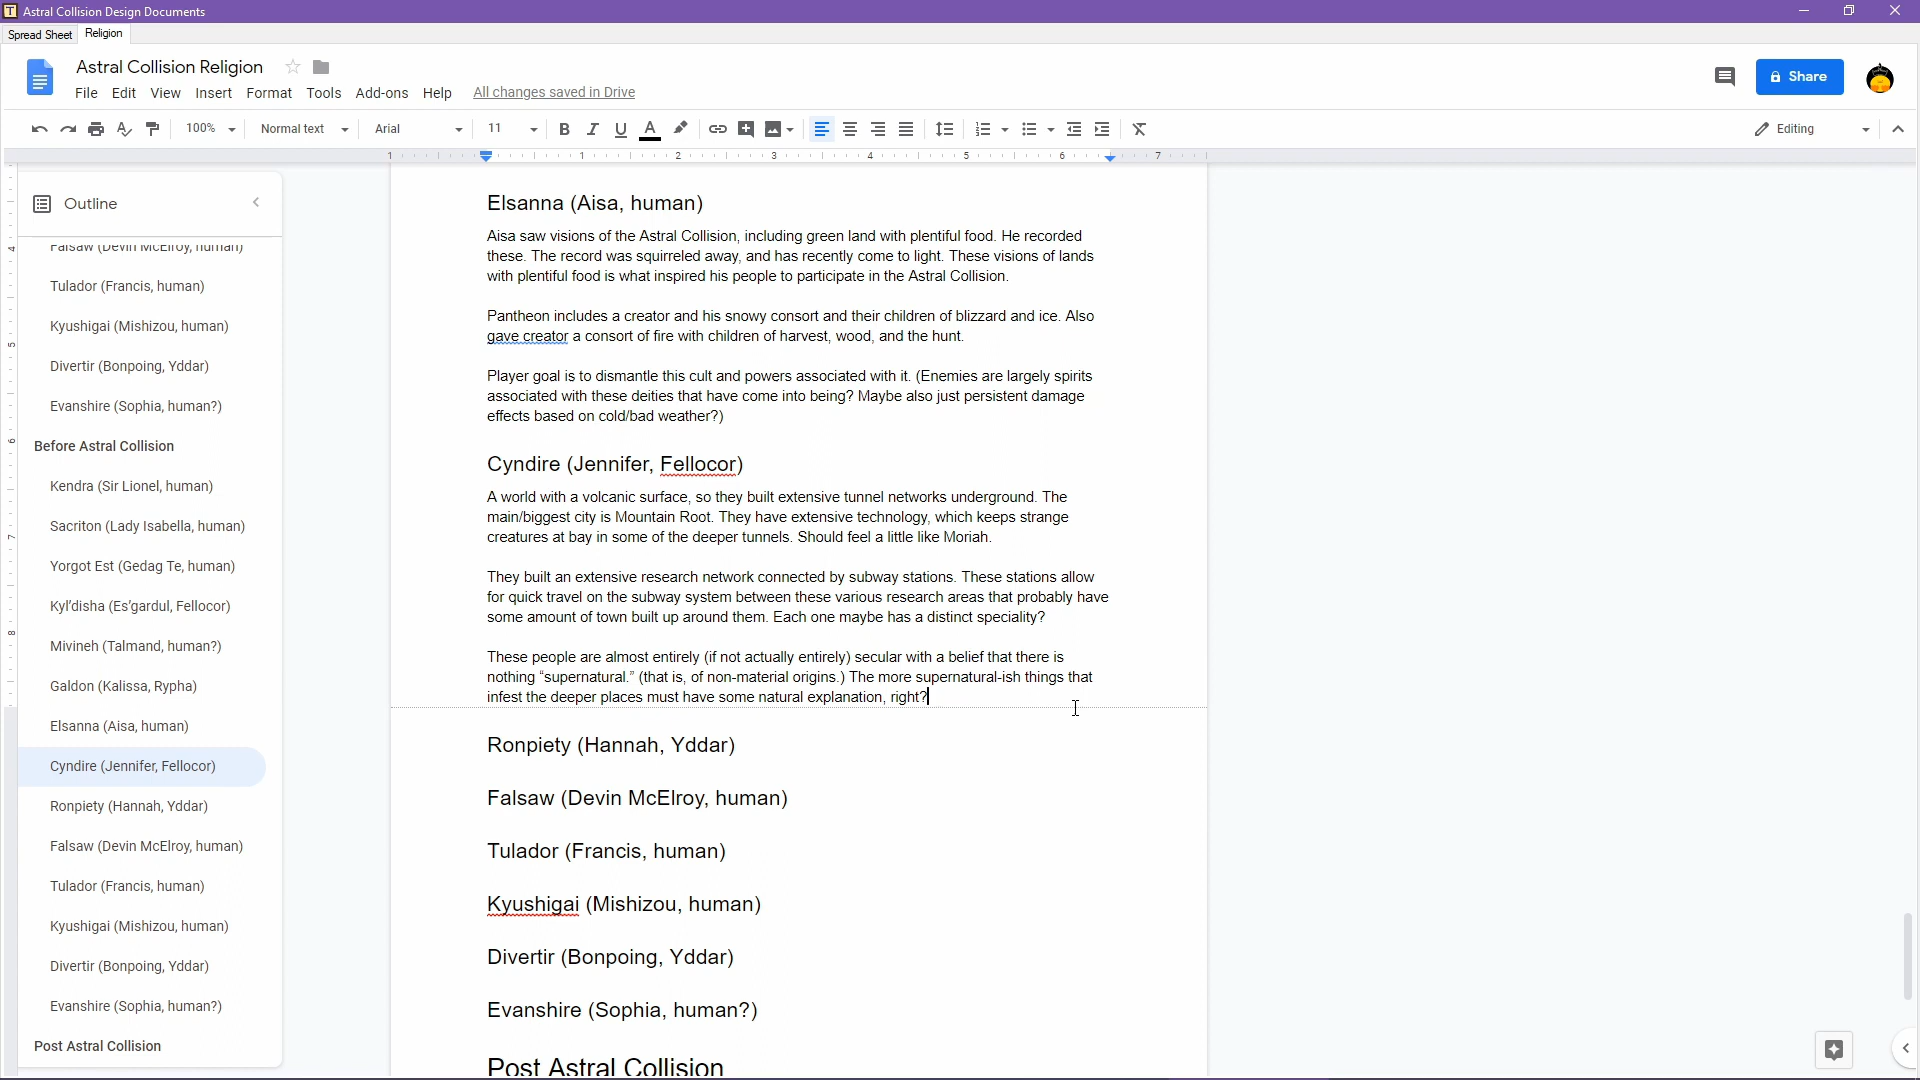 Astral Collision Design Documents
Spread Sheet Religion
Astral Collision Religion
File Edit View Insert Format Tools Add-ons Help All changes saved in Drive
Share
100% Normal text Arial 11 Editing
1 1 2 3 4 5 6 7
Outline
Falsaw (Devin McElroy, human)
Tulador (Francis, human)
Kyushigai (Mishizou, human)
Divertir (Bonpoing, Yddar)
Evanshire (Sophia, human?)
Before Astral Collision
Kendra (Sir Lionel, human)
Sacriton (Lady Isabella, human)
Yorgot Est (Gedag Te, human)
Kyl'disha (Es'gardul, Fellocor)
Mivineh (Talmand, human?)
Galdon (Kalissa, Rypha)
Elsanna (Aisa, human)
Cyndire (Jennifer, Fellocor)
Ronpiety (Hannah, Yddar)
Falsaw (Devin McElroy, human)
Tulador (Francis, human)
Kyushigai (Mishizou, human)
Divertir (Bonpoing, Yddar)
Evanshire (Sophia, human?)
Post Astral Collision
4
5
6
7
8
Elsanna (Aisa, human)
Aisa saw visions of the Astral Collision, including green land with plentiful food. He recorded
these. The record was squirreled away, and has recently come to light. These visions of lands
with plentiful food is what inspired his people to participate in the Astral Collision.
Pantheon includes a creator and his snowy consort and their children of blizzard and ice. Also
gave creator a consort of fire with children of harvest, wood, and the hunt.
Player goal is to dismantle this cult and powers associated with it. (Enemies are largely spirits
associated with these deities that have come into being? Maybe also just persistent damage
effects based on cold/bad weather?)
Cyndire (Jennifer, Fellocor)
A world with a volcanic surface, so they built extensive tunnel networks underground. The
main/biggest city is Mountain Root. They have extensive technology, which keeps strange
creatures at bay in some of the deeper tunnels. Should feel a little like Moriah.
They built an extensive research network connected by subway stations. These stations allow
for quick travel on the subway system between these various research areas that probably have
some amount of town built up around them. Each one maybe has a distinct speciality?
These people are almost entirely (if not actually entirely) secular with a belief that there is
nothing “supernatural.” (that is, of non-material origins.) The more supernatural-ish things that
infest the deeper places must have some natural explanation, right?
Ronpiety (Hannah, Yddar)
Falsaw (Devin McElroy, human)
Tulador (Francis, human)
Kyushigai (Mishizou, human)
Divertir (Bonpoing, Yddar)
Evanshire (Sophia, human?)
Post Astral Collision